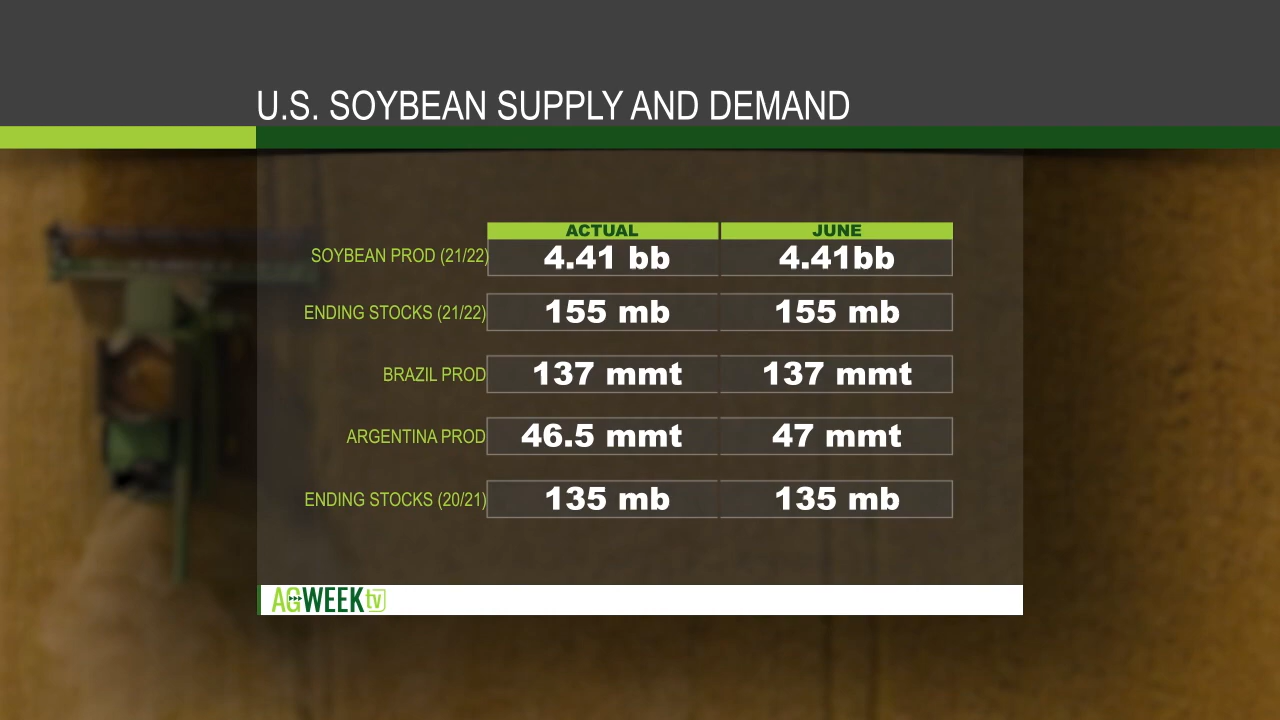 U.S. SOYBEAN SUPPLY AND DEMAND
ACTUAL JUNE
SOYBEAN PROD (21/22) 4.41 bb 4.41bb
ENDING STOCKS (21/22) 155 mb 155 mb
BRAZIL PROD 137 mmt 137 mmt
ARGENTINA PROD 46.5 mmt 47 mmt
ENDING STOCKS (20/21) 135 mb 135 mb
AGWEEK tv